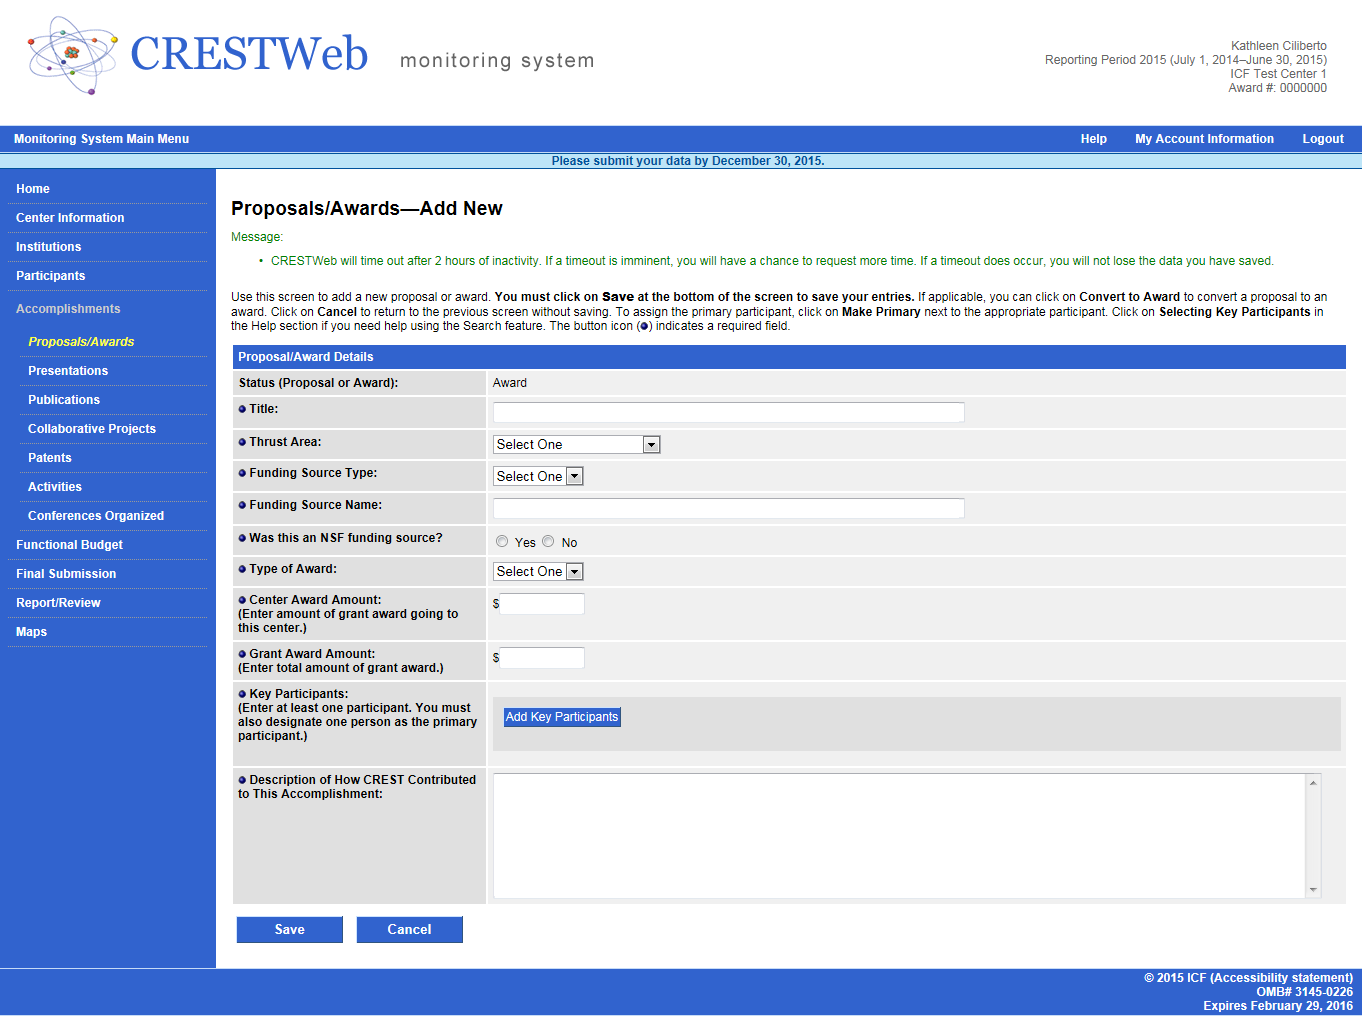 CRESTWeb monitoring system
Kathleen Ciliberto
Reporting Period 2015 (July 1, 2014–June 30, 2015)
ICF Test Center 1
Award #: 0000000
Monitoring System Main Menu
Help My Account Information Logout
Please submit your data by December 30, 2015.
Home
Center Information
Institutions
Participants
Accomplishments
Proposals/Awards
Presentations
Publications
Collaborative Projects
Patents
Activities
Conferences Organized
Functional Budget
Final Submission
Report/Review
Maps
Proposals/Awards—Add New
Message:
• CRESTWeb will time out after 2 hours of inactivity. If a timeout is imminent, you will have a chance to request more time. If a timeout does occur, you will not lose the data you have saved.
Use this screen to add a new proposal or award. You must click on Save at the bottom of the screen to save your entries. If applicable, you can click on Convert to Award to convert a proposal to an
award. Click on Cancel to return to the previous screen without saving. To assign the primary participant, click on Make Primary next to the appropriate participant. Click on Selecting Key Participants in
the Help section if you need help using the Search feature. The button icon () indicates a required field.
Proposal/Award Details
Status (Proposal or Award): Award
Title:
Thrust Area: Select One
Funding Source Type: Select One
Funding Source Name:
Was this an NSF funding source? Yes No
Type of Award: Select One
Center Award Amount: $
(Enter amount of grant award going to
this center.)
Grant Award Amount: $
(Enter total amount of grant award.)
Key Participants:
(Enter at least one participant. You must
also designate one person as the primary
participant.)
Add Key Participants
Description of How CREST Contributed
to This Accomplishment:
Save Cancel
© 2015 ICF (Accessibility statement)
OMB# 3145-0226
Expires February 29, 2016